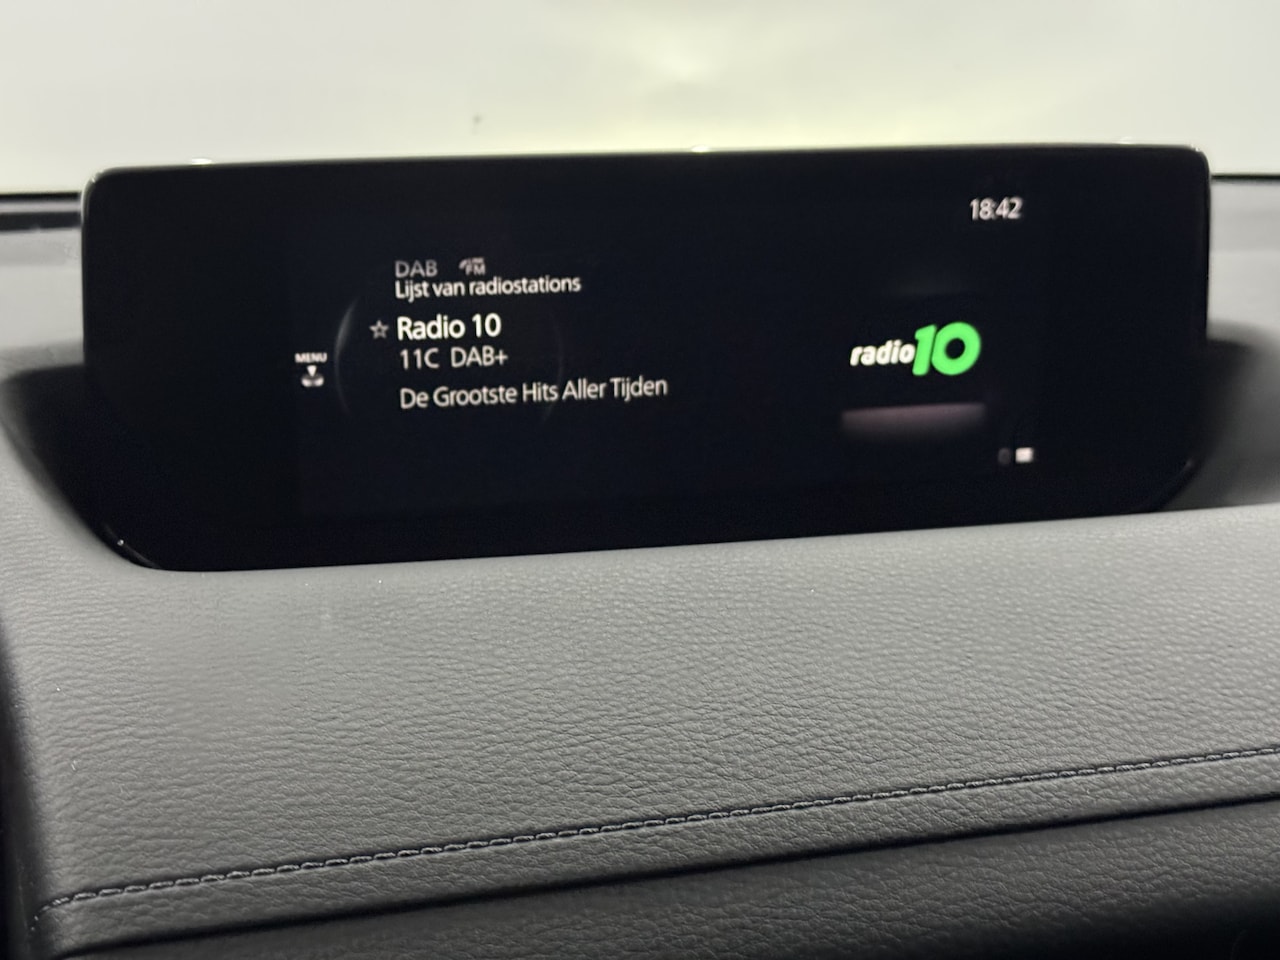 18:42
DAB FM
Lijst van radiostations
Radio 10
11C DAB+
De Grootste Hits Aller Tijden
MENU
radio10